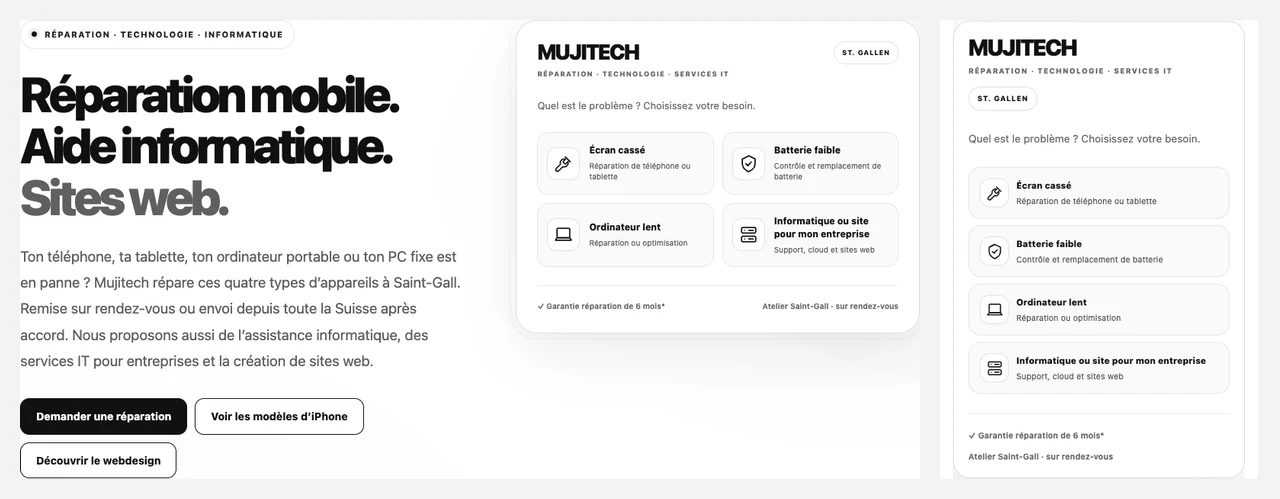 RÉPARATION · TECHNOLOGIE · INFORMATIQUE
Réparation mobile.
Aide informatique.
Sites web.
Ton téléphone, ta tablette, ton ordinateur portable ou ton PC fixe est
en panne ? Mujitech répare ces quatre types d’appareils à Saint-Gall.
Remise sur rendez-vous ou envoi depuis toute la Suisse après
accord. Nous proposons aussi de l’assistance informatique, des
services IT pour entreprises et la création de sites web.
Demander une réparation
Voir les modèles d’iPhone
Découvrir le webdesign
MUJITECH
ST. GALLEN
RÉPARATION · TECHNOLOGIE · SERVICES IT
Quel est le problème ? Choisissez votre besoin.
Écran cassé
Réparation de téléphone ou
tablette
Batterie faible
Contrôle et remplacement de
batterie
Ordinateur lent
Réparation ou optimisation
Informatique ou site
pour mon entreprise
Support, cloud et sites web
✓ Garantie réparation de 6 mois*
Atelier Saint-Gall · sur rendez-vous
MUJITECH
RÉPARATION · TECHNOLOGIE · SERVICES IT
ST. GALLEN
Quel est le problème ? Choisissez votre besoin.
Écran cassé
Réparation de téléphone ou tablette
Batterie faible
Contrôle et remplacement de batterie
Ordinateur lent
Réparation ou optimisation
Informatique ou site pour mon entreprise
Support, cloud et sites web
✓ Garantie réparation de 6 mois*
Atelier Saint-Gall · sur rendez-vous